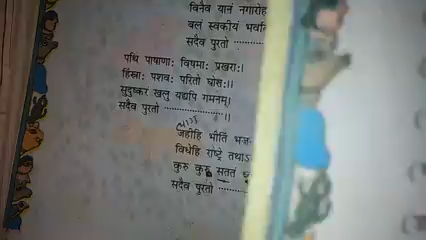 विनैव यानं नगारोह
बलं स्वकीयं भवति
सदैव पुरतो ..................
पथि पाषाणाः विषमाः प्रखराः।
हिंस्राः पशवः परितो घोराः॥
सुदुष्करं खलु यद्यपि गमनम्।
सदैव पुरतो ..................॥
जहीहि भीतिं भज
विधेहि राष्ट्रे तथाऽ
कुरु कुरु सततं
सदैव पुरतो ............